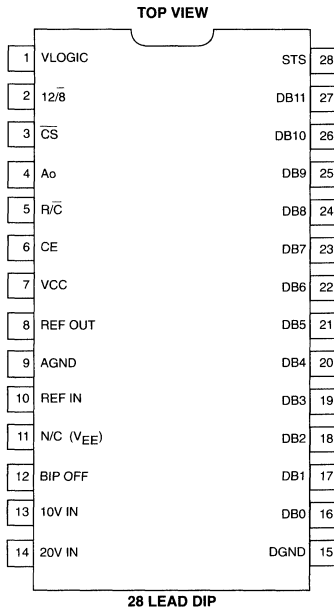 TOP VIEW
1 VLOGIC STS 28
2 12/8̅ DB11 27
3 C̅S̅ DB10 26
4 Ao DB9 25
5 R/C̅ DB8 24
6 CE DB7 23
7 VCC DB6 22
8 REF OUT DB5 21
9 AGND DB4 20
10 REF IN DB3 19
11 N/C (VEE) DB2 18
12 BIP OFF DB1 17
13 10V IN DB0 16
14 20V IN DGND 15
28 LEAD DIP